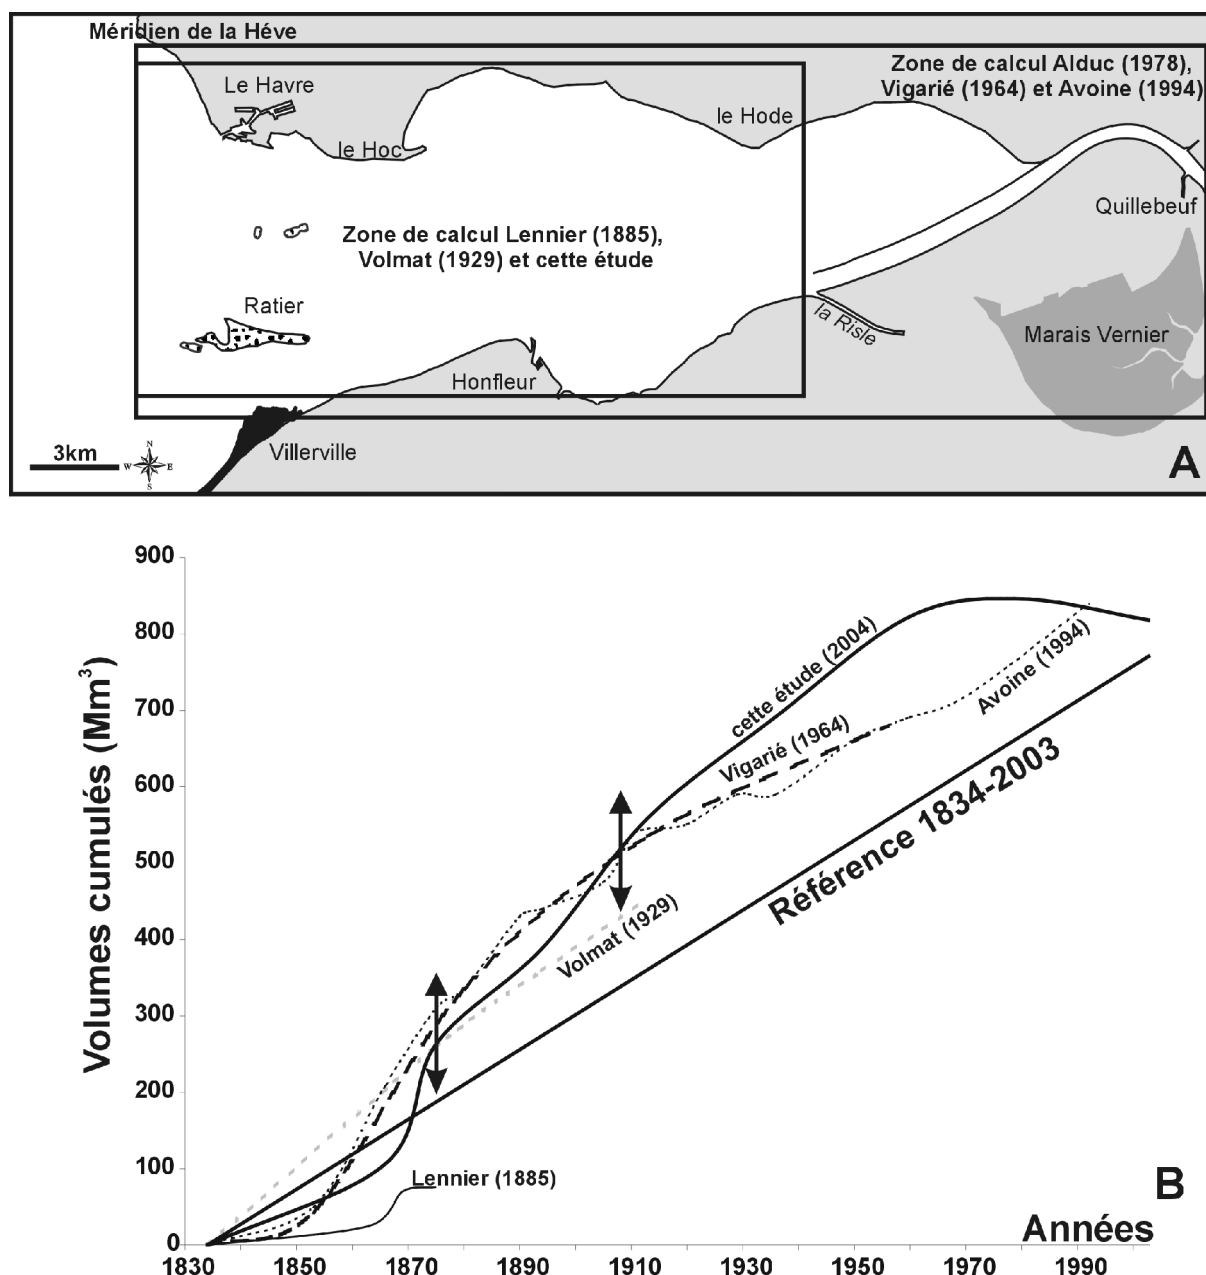 Méridien de la Héve
Le Havre
Zone de calcul Alduc (1978),
Vigarié (1964) et Avoine (1994)
le Hode
le Hoc
Quillebeuf
Zone de calcul Lennier (1885),
Volmat (1929) et cette étude
Ratier
la Risle
Marais Vernier
Honfleur
Villerville
3km
N
W E
S
A
900
800
700
600
500
400
300
200
100
0
Volumes cumulés (Mm³)
cette étude (2004)
Avoine (1994)
Vigarié (1964)
Référence 1834-2003
Volmat (1929)
Lennier (1885)
B
Années
1830 1850 1870 1890 1910 1930 1950 1970 1990